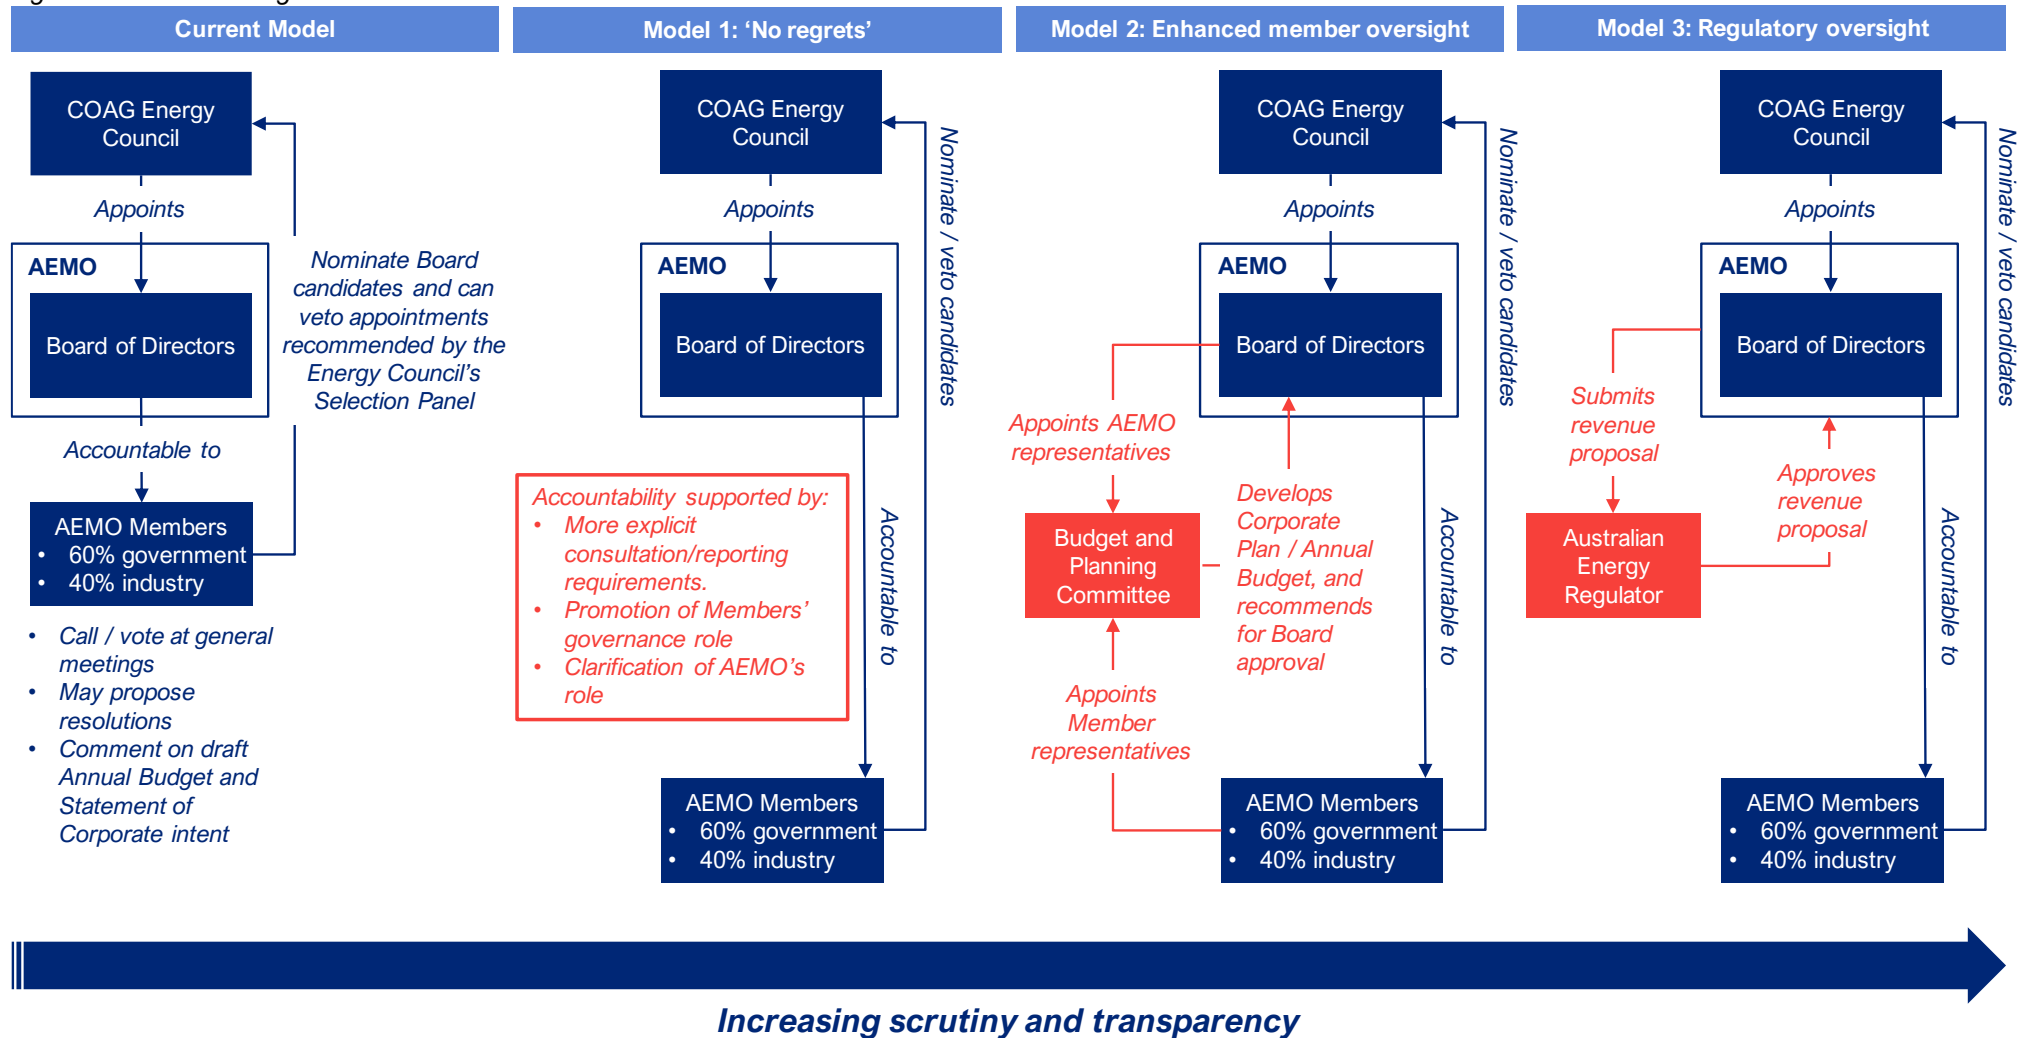 Current Model
COAG Energy
Council
Appoints
AEMO
Board of Directors
Nominate Board
candidates and can
veto appointments
recommended by the
Energy Council's
Selection Panel
Accountable to
AEMO Members
• 60% government
• 40% industry
• Call / vote at general
meetings
• May propose
resolutions
• Comment on draft
Annual Budget and
Statement of
Corporate intent
Model 1: 'No regrets'
COAG Energy
Council
Appoints
AEMO
Board of Directors
Nominate / veto candidates
Accountability supported by:
• More explicit
consultation/reporting
requirements.
• Promotion of Members'
governance role
• Clarification of AEMO's
role
Accountable to
AEMO Members
• 60% government
• 40% industry
Model 2: Enhanced member oversight
COAG Energy
Council
Appoints
AEMO
Board of Directors
Nominate / veto candidates
Appoints AEMO
representatives
Budget and
Planning
Committee
Develops
Corporate
Plan / Annual
Budget, and
recommends
for Board
approval
Appoints
Member
representatives
Accountable to
AEMO Members
• 60% government
• 40% industry
Model 3: Regulatory oversight
COAG Energy
Council
Appoints
AEMO
Board of Directors
Nominate / veto candidates
Submits
revenue
proposal
Australian
Energy
Regulator
Approves
revenue
proposal
Accountable to
AEMO Members
• 60% government
• 40% industry
Increasing scrutiny and transparency